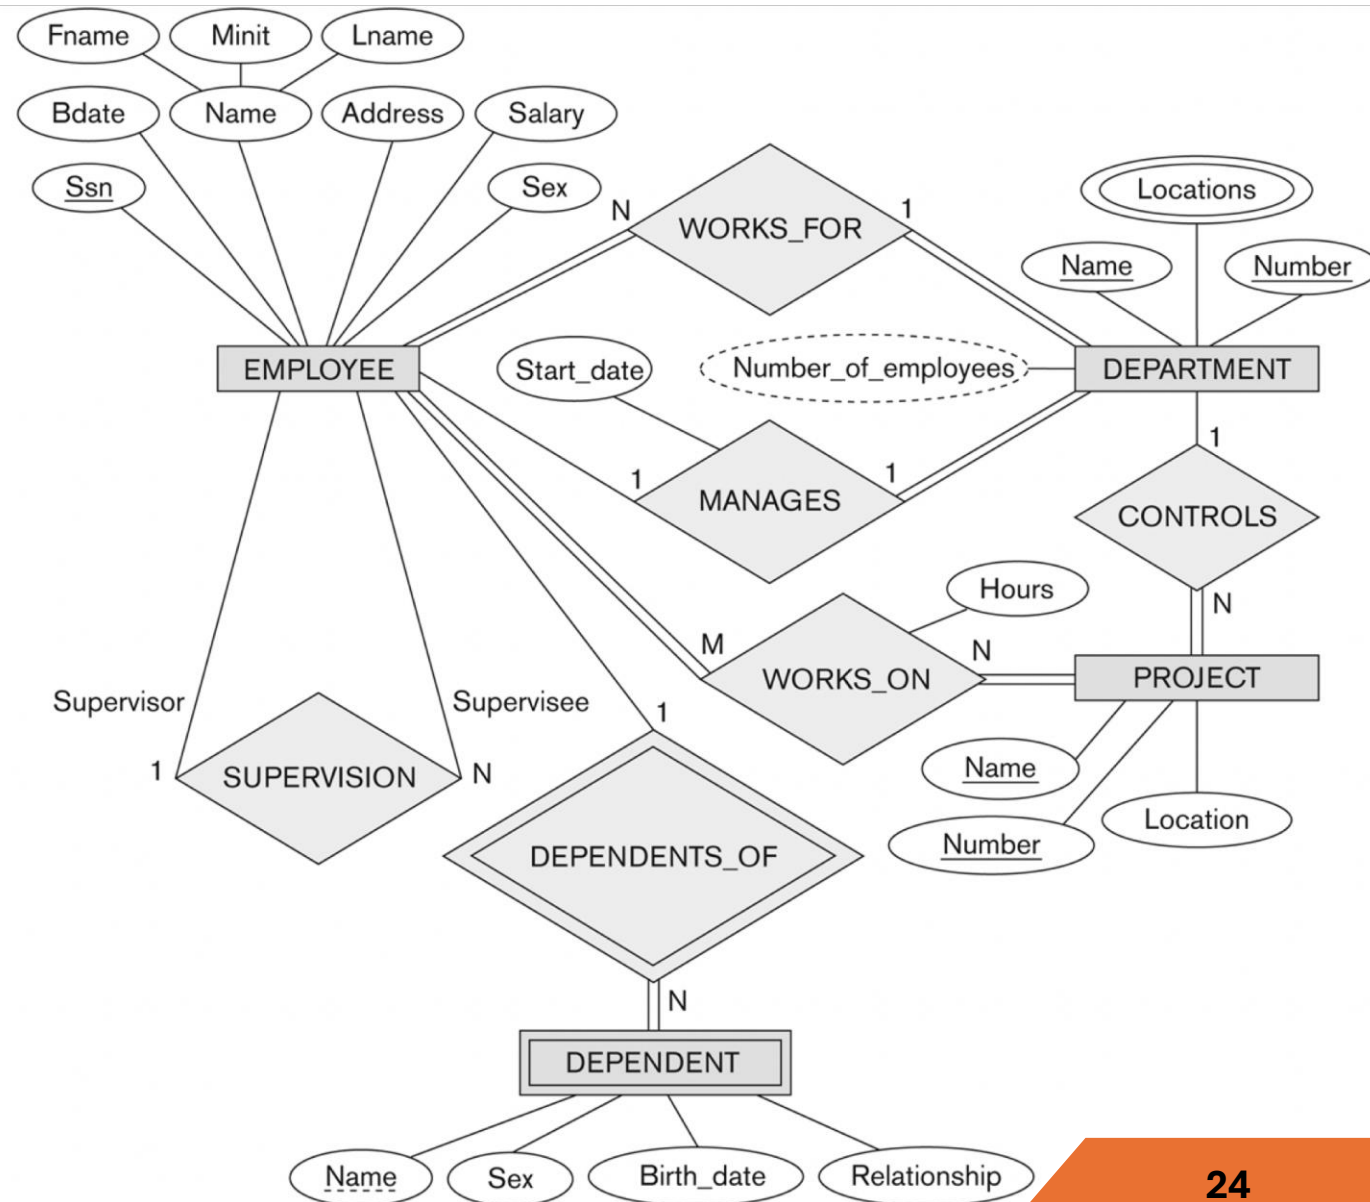 Fname Minit Lname
Bdate Name Address Salary
Ssn Sex
N WORKS_FOR 1
Locations
Name Number
EMPLOYEE Start_date Number_of_employees DEPARTMENT
1 MANAGES 1
1
CONTROLS
N
Hours
M WORKS_ON N PROJECT
Supervisor Supervisee
1 SUPERVISION N
1
Name
Number Location
DEPENDENTS_OF
N
DEPENDENT
Name Sex Birth_date Relationship
24